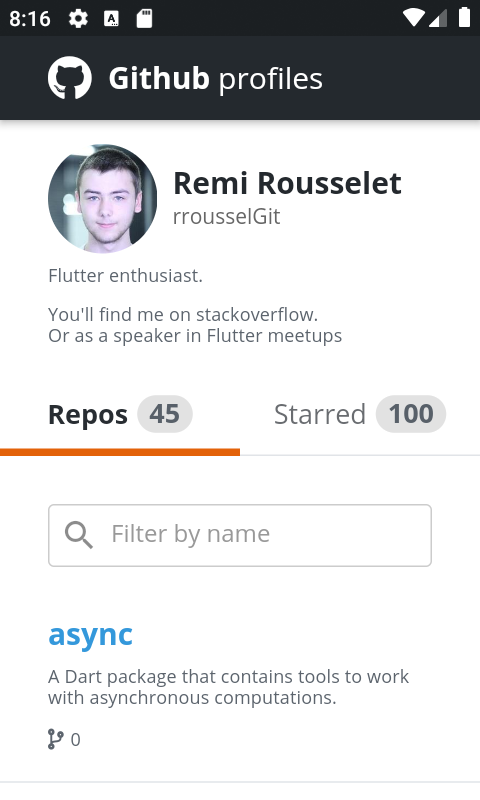 8:16
A
Github profiles
Remi Rousselet
rrousselGit
Flutter enthusiast.
You'll find me on stackoverflow.
Or as a speaker in Flutter meetups
Repos 45 Starred 100
Filter by name
async
A Dart package that contains tools to work
with asynchronous computations.
0